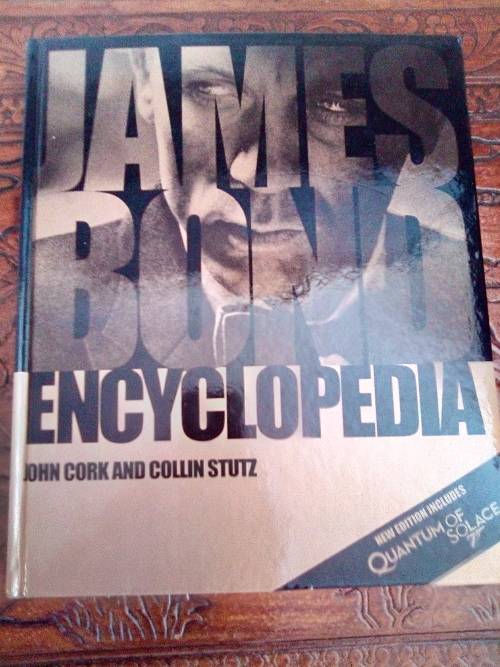 JAMES
BOND
ENCYCLOPEDIA
JOHN CORK AND COLLIN STUTZ
NEW EDITION INCLUDES
QUANTUM OF
SOLACE